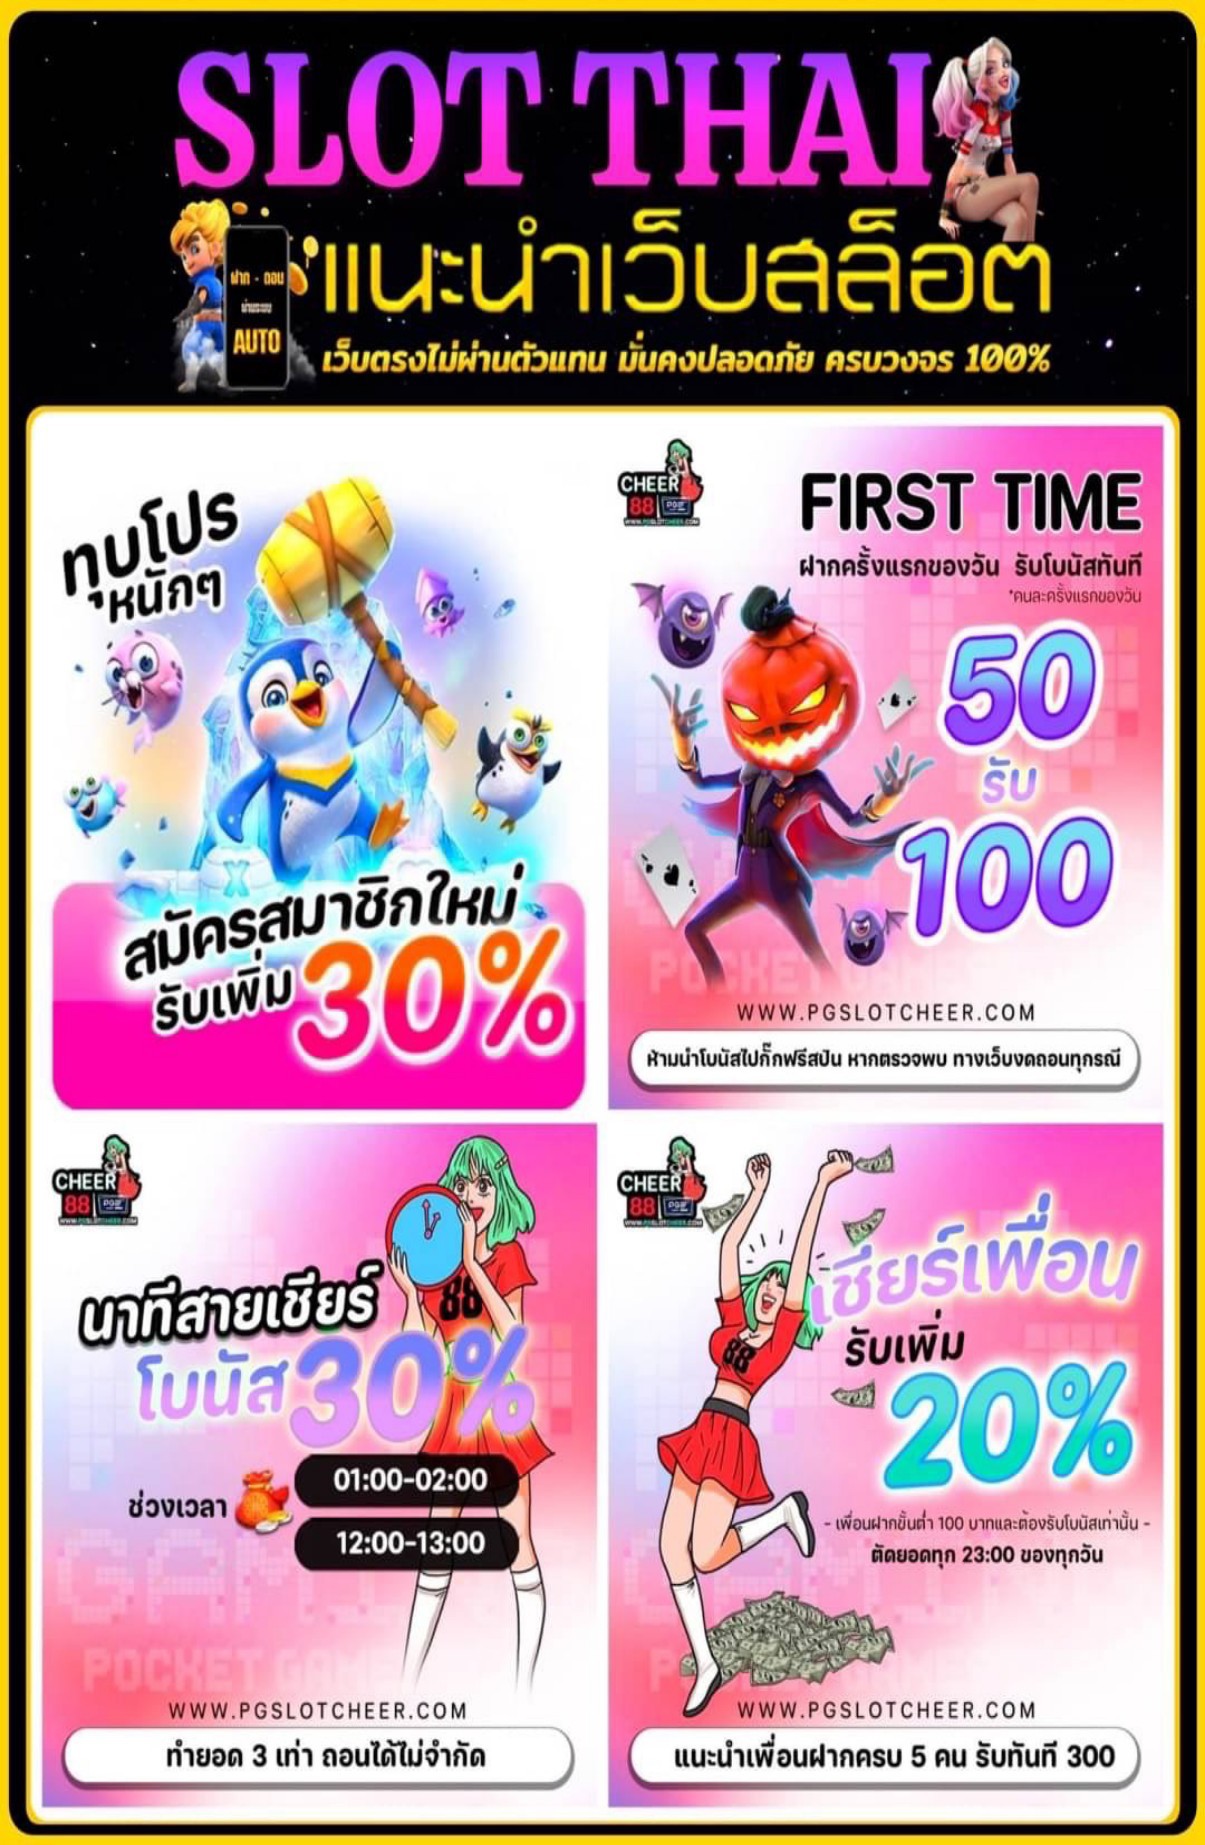 SLOT THAI
แนะนำเว็บสล็อต
ฝาก - ถอน
AUTO
เว็บตรงไม่ผ่านตัวแทน มั่นคงปลอดภัย ครบวงจร 100%
ทุบโปร
หนักๆ
สมัครสมาชิกใหม่
รับเพิ่ม 30%
CHEER
88
FIRST TIME
ฝากครั้งแรกของวัน รับโบนัสทันที
*คนละครั้งแรกของวัน
50
รับ
100
POCKET GAMES
WWW.PGSLOTCHEER.COM
ห้ามนำโบนัสไปกั๊กฟรีสปิน หากตรวจพบ ทางเว็บงดถอนทุกรณี
CHEER
88
88
นาทีสายเชียร์
โบนัส 30%
ช่วงเวลา
01:00-02:00
12:00-13:00
POCKET GAME
WWW.PGSLOTCHEER.COM
ทำยอด 3 เท่า ถอนได้ไม่จำกัด
CHEER
88
88
เชียร์เพื่อน
รับเพิ่ม
20%
- เพื่อนฝากขั้นต่ำ 100 บาทและต้องรับโบนัสเท่านั้น -
ตัดยอดทุก 23:00 ของทุกวัน
WWW.PGSLOTCHEER.COM
แนะนำเพื่อนฝากครบ 5 คน รับทันที 300